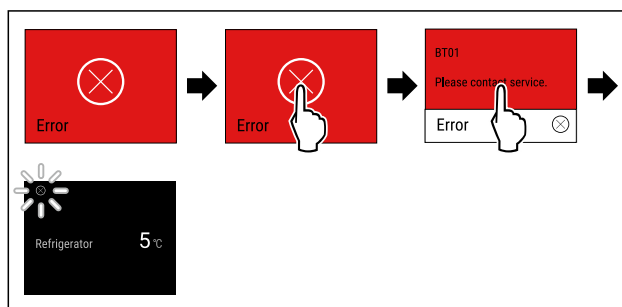 Error
Error
BT01
Please contact service.
Error
Refrigerator 5 °C